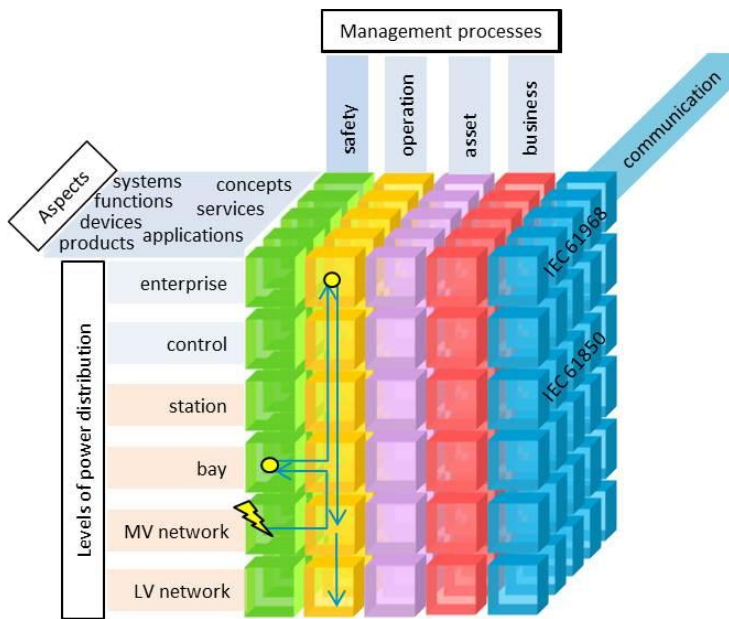 Management processes
safety
operation
asset
business
communication
Aspects
systems
concepts
functions
services
devices
applications
products
Levels of power distribution
enterprise
control
station
bay
MV network
LV network
IEC 61968
IEC 61850